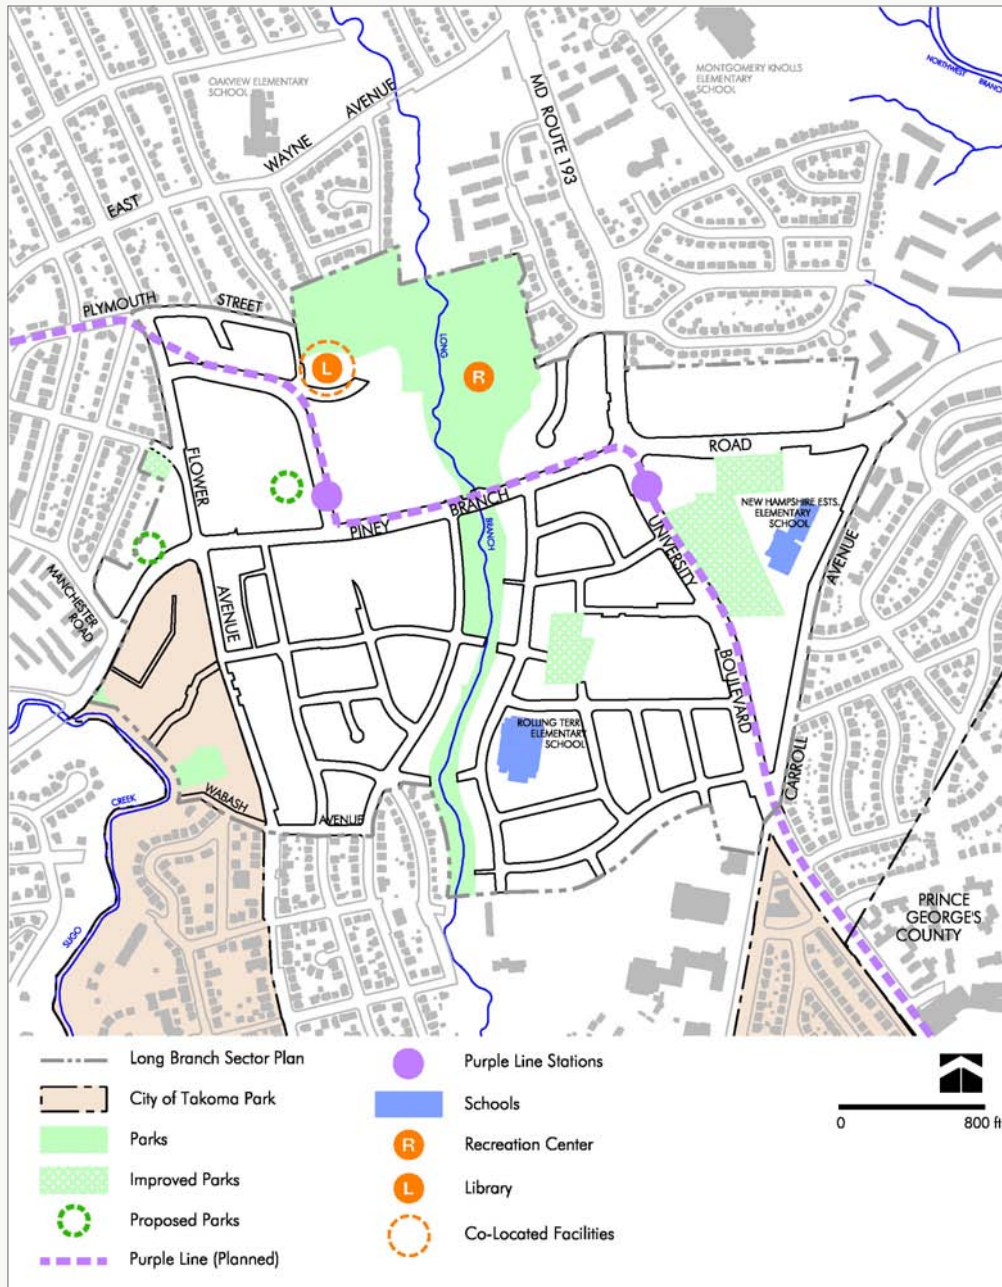 OAKVIEW ELEMENTARY
SCHOOL
MONTGOMERY KNOLLS
ELEMENTARY
SCHOOL
NORTHWEST
BRANC
MD ROUTE 193
EAST
WAYNE
AVENUE
PLYMOUTH
STREET
L
R
LONG
ROAD
FLOWER
PINEY
BRANCH
BRANCH
UNIVERSITY
NEW HAMPSHIRE ESTS.
ELEMENTARY
SCHOOL
AVENUE
MANCHESTER
ROAD
AVENUE
BOULEVARD
ROLLING TERR.
ELEMENTARY
SCHOOL
CARROLL
CREEK
WABASH
AVENUE
SLIGO
PRINCE
GEORGE'S
COUNTY
Long Branch Sector Plan
City of Takoma Park
Parks
Improved Parks
Proposed Parks
Purple Line (Planned)
Purple Line Stations
Schools
R
Recreation Center
L
Library
Co-Located Facilities
0
800 ft